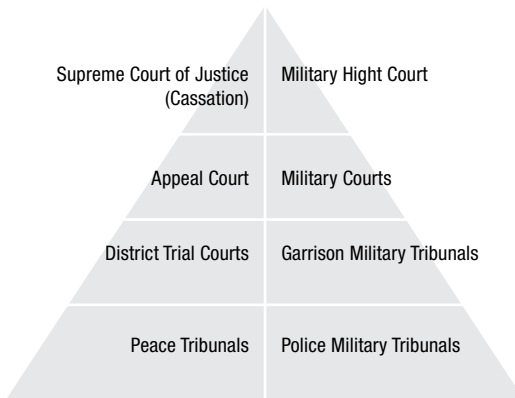 Supreme Court of Justice
(Cassation)
Military Hight Court
Appeal Court
Military Courts
District Trial Courts
Garrison Military Tribunals
Peace Tribunals
Police Military Tribunals